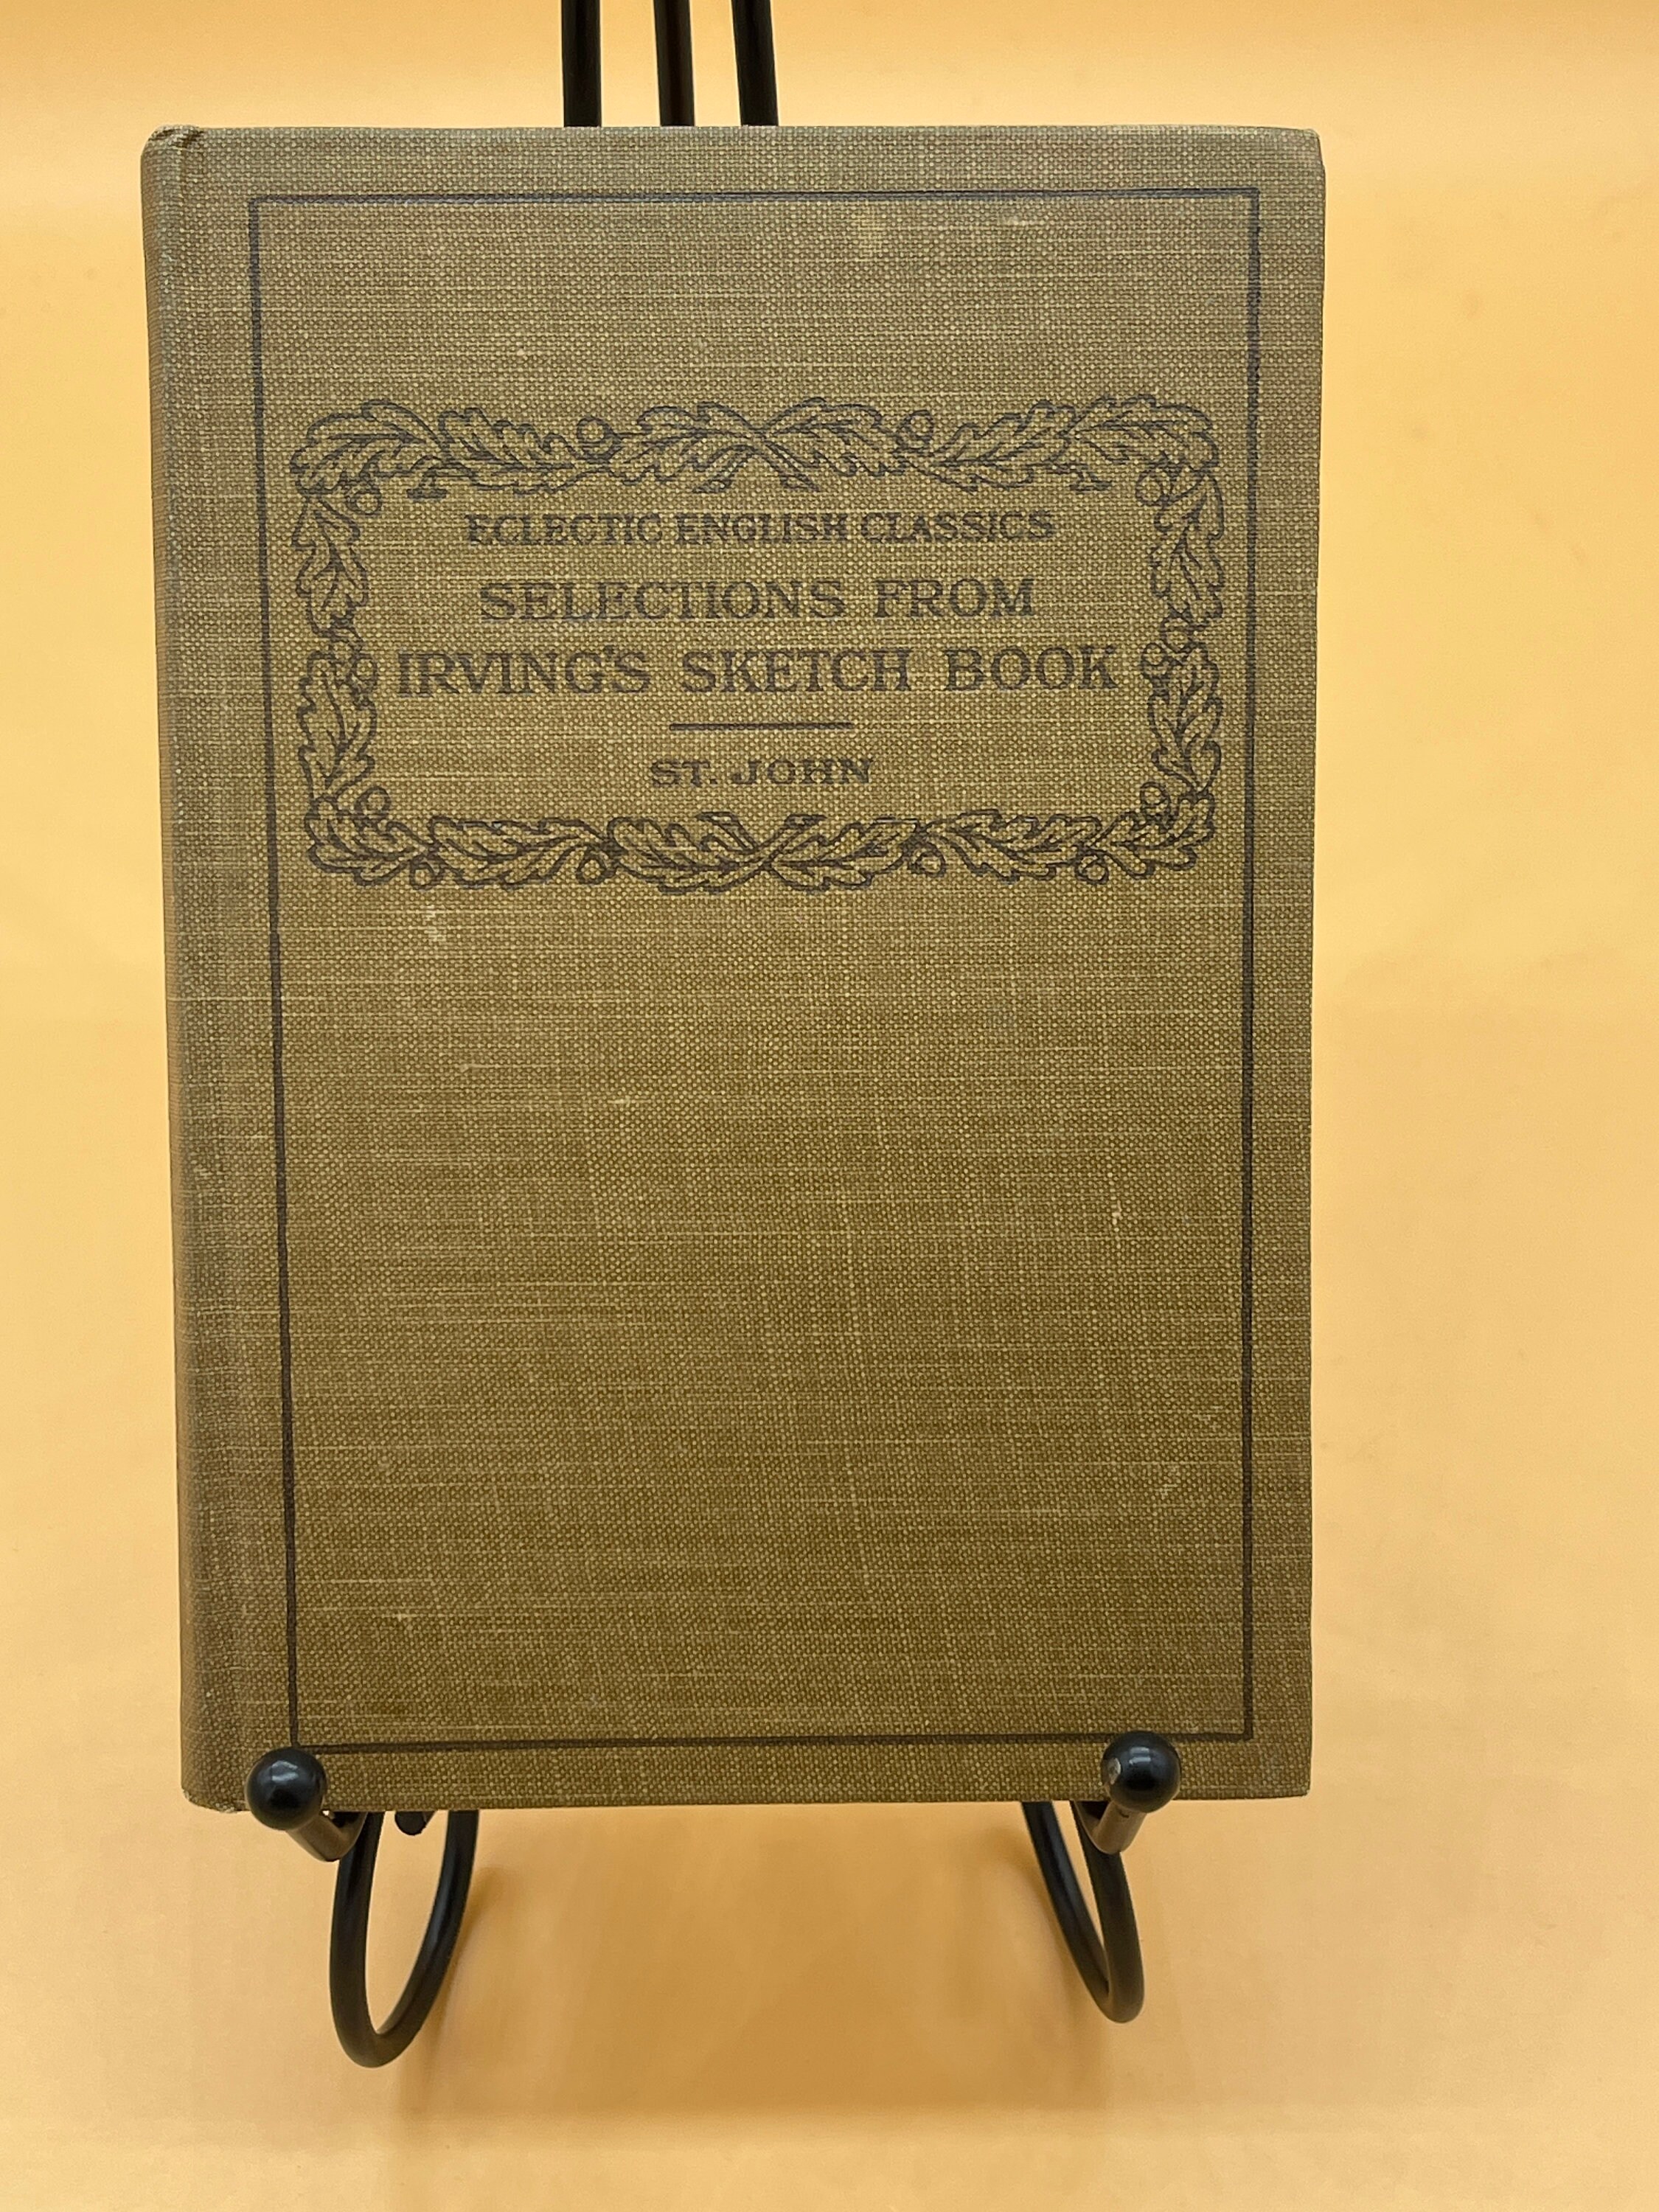 ECLECTIC ENGLISH CLASSICS
SELECTIONS FROM
IRVING'S SKETCH BOOK
ST. JOHN